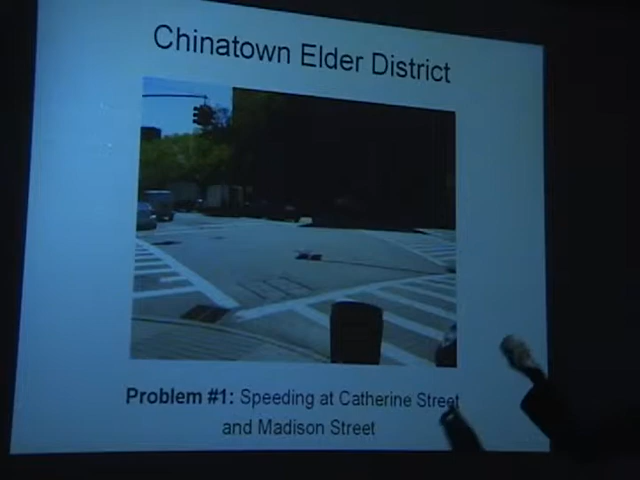 Chinatown Elder District
Problem #1: Speeding at Catherine Street
and Madison Street